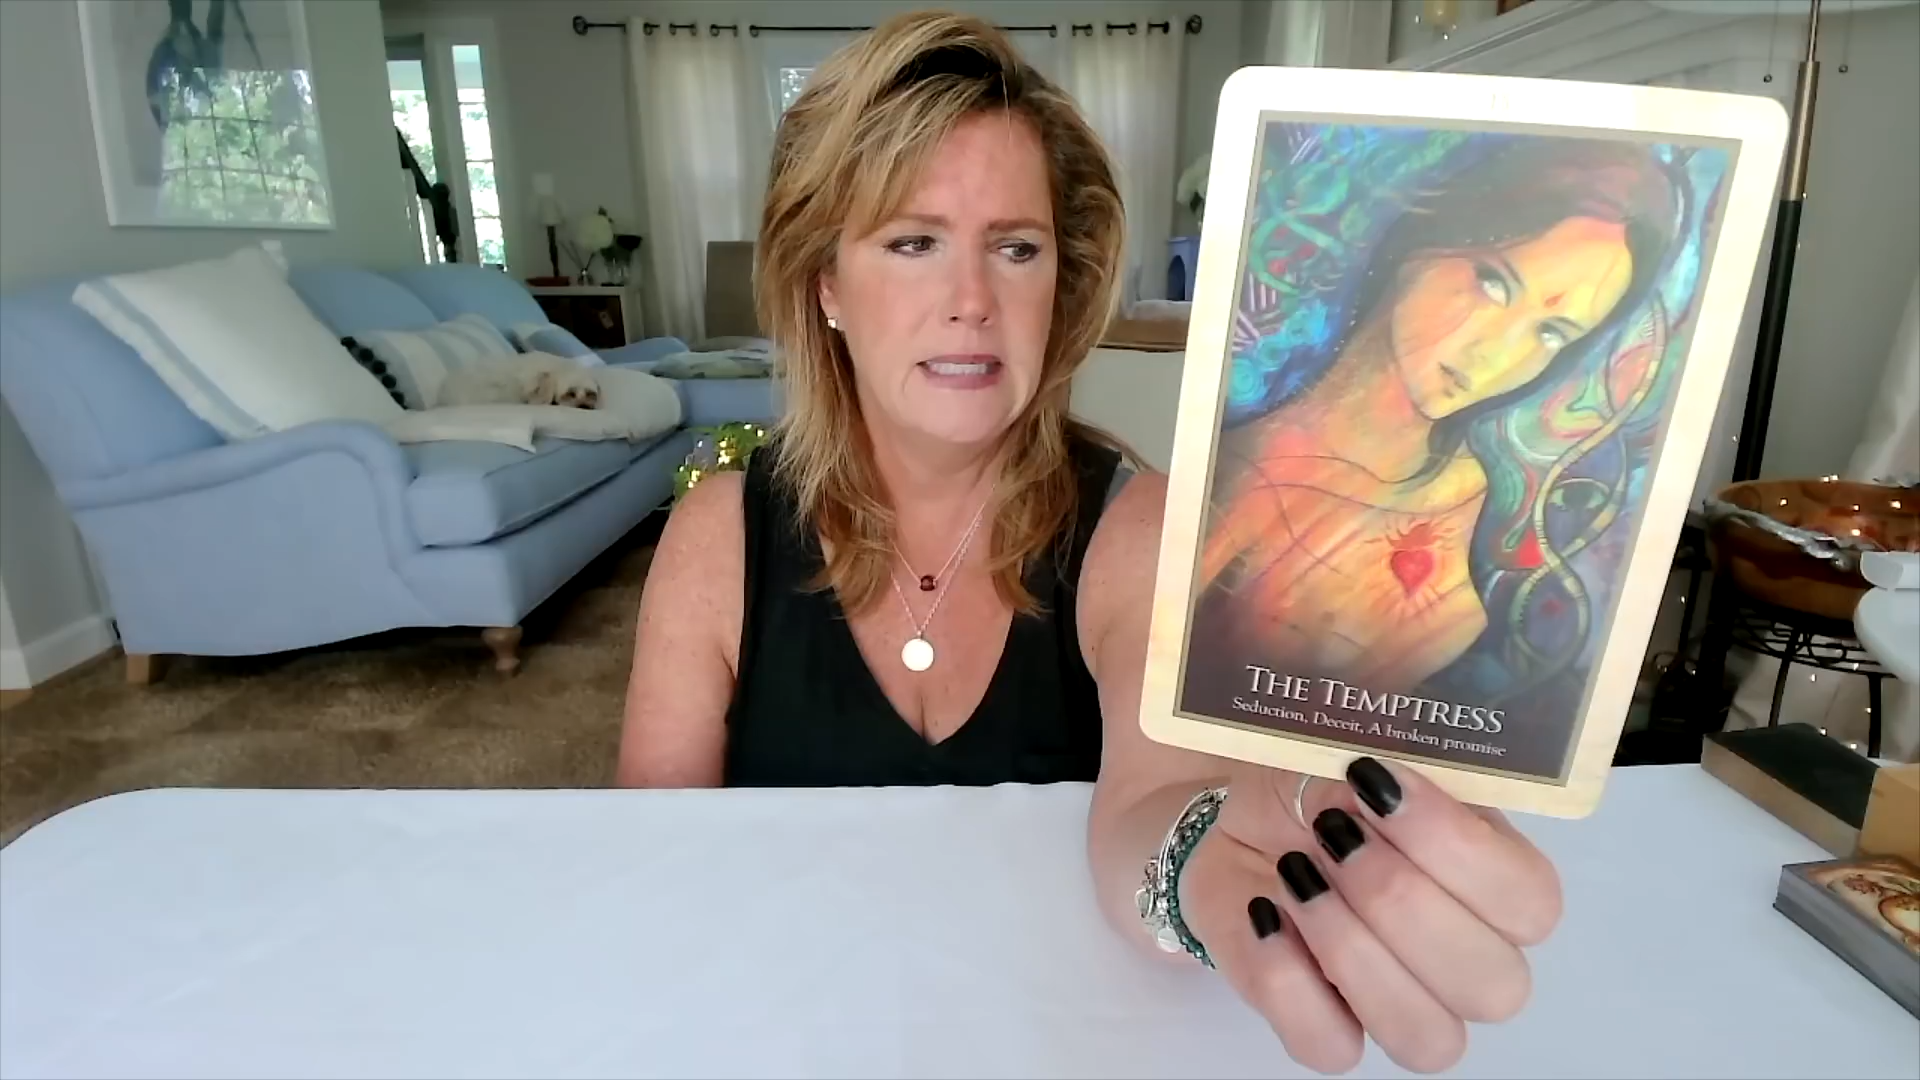 THE TEMPTRESS
Seduction, Deceit, A broken promise